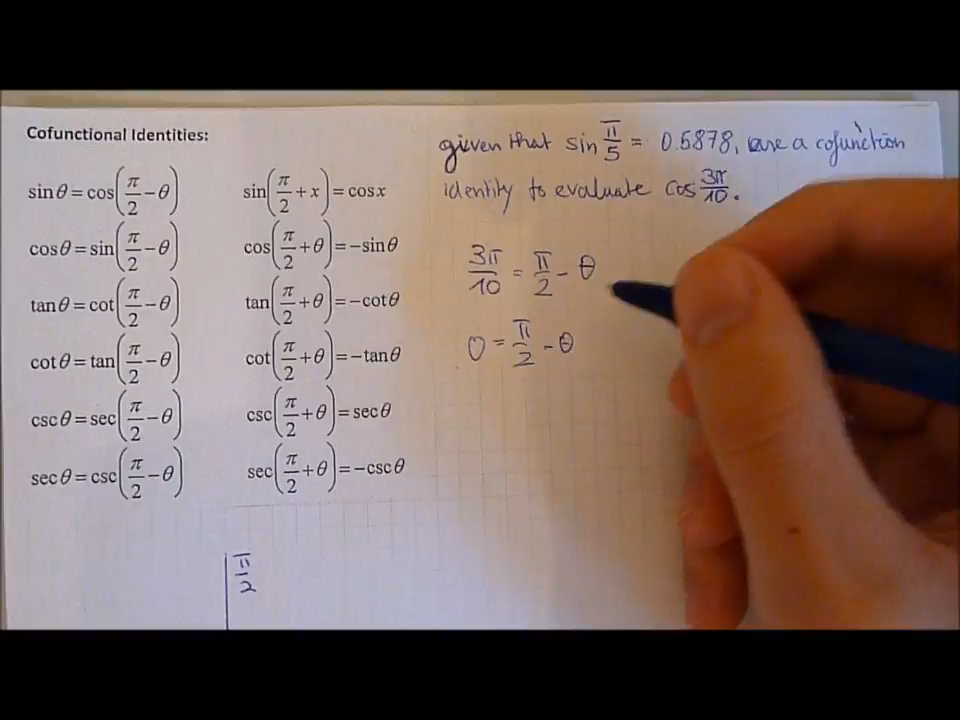 Cofunctional Identities:
sinθ=cos(π/2−θ)
cosθ=sin(π/2−θ)
tanθ=cot(π/2−θ)
cotθ=tan(π/2−θ)
cscθ=sec(π/2−θ)
secθ=csc(π/2−θ)
sin(π/2+x)=cosx
cos(π/2+θ)=−sinθ
tan(π/2+θ)=−cotθ
cot(π/2+θ)=−tanθ
csc(π/2+θ)=secθ
sec(π/2+θ)=−cscθ
given that sin π/5 = 0.5878, use a cofunction
identity to evaluate cos 3π/10.
3π/10 = π/2 − θ
θ = π/2 − θ
π/2